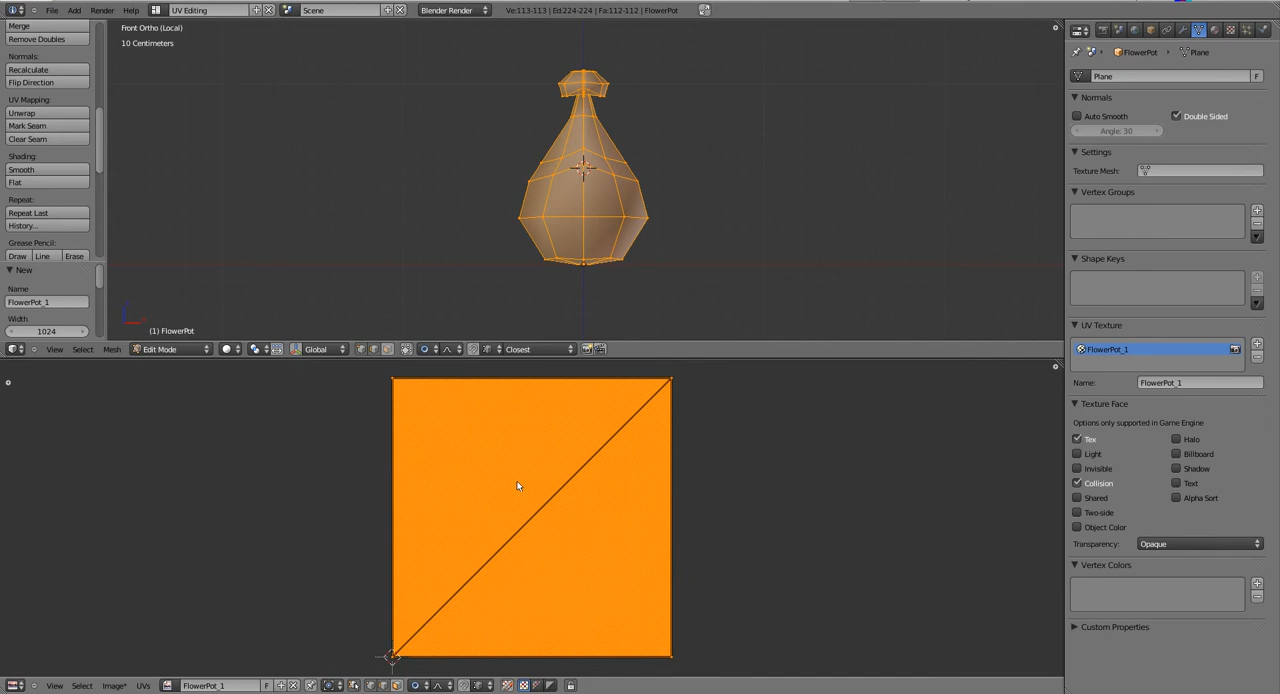 File Add Render Help UV Editing Scene Blender Render Ve:113-113 | Ed:224-224 | Fa:112-112 | FlowerPot
Merge
Remove Doubles
Normals:
Recalculate
Flip Direction
UV Mapping:
Unwrap
Mark Seam
Clear Seam
Shading:
Smooth
Flat
Repeat:
Repeat Last
History...
Grease Pencil:
Draw Line Erase
New
Name
FlowerPot_1
Width
1024
Front Ortho (Local)
10 Centimeters
(1) FlowerPot
View Select Mesh Edit Mode Global Closest
View Select Image* UVs FlowerPot_1 F
FlowerPot Plane
Plane F
Normals
Auto Smooth Double Sided
Angle: 30
Settings
Texture Mesh:
Vertex Groups
Shape Keys
UV Texture
FlowerPot_1
Name: FlowerPot_1
Texture Face
Options only supported in Game Engine
Tex Halo
Light Billboard
Invisible Shadow
Collision Text
Shared Alpha Sort
Two-side
Object Color
Transparency: Opaque
Vertex Colors
Custom Properties